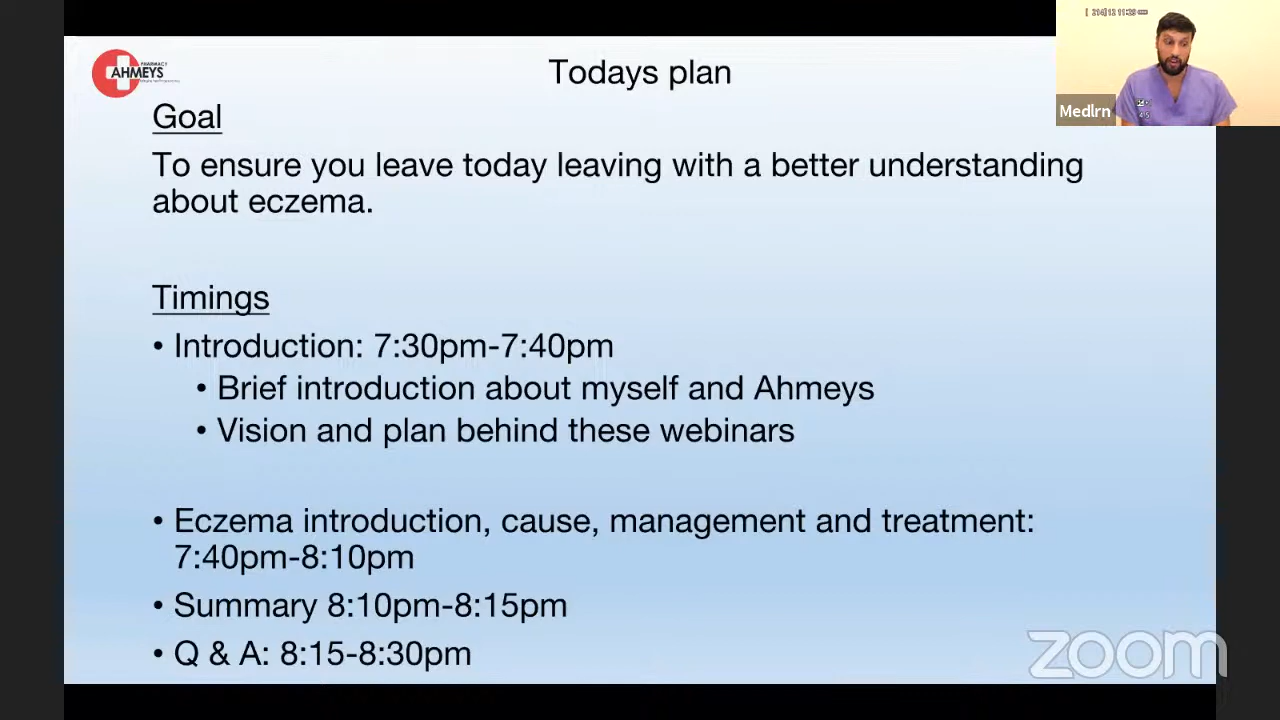 PHARMACY
AHMEYS
Todays plan
Medlrn
Goal
To ensure you leave today leaving with a better understanding
about eczema.
Timings
• Introduction: 7:30pm-7:40pm
• Brief introduction about myself and Ahmeys
• Vision and plan behind these webinars
• Eczema introduction, cause, management and treatment:
7:40pm-8:10pm
• Summary 8:10pm-8:15pm
• Q & A: 8:15-8:30pm
zoom